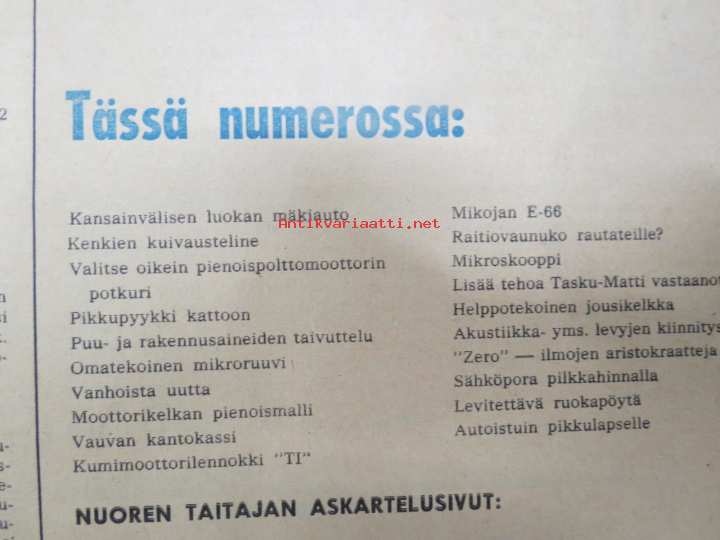 Tässä numerossa:
Kansainvälisen luokan mäkiauto
Kenkien kuivausteline
Valitse oikein pienoispolttomoottorin
potkuri
Pikkupyykki kattoon
Puu- ja rakennusaineiden taivuttelu
Omatekoinen mikroruuvi
Vanhoista uutta
Moottorikelkan pienoismalli
Vauvan kantokassi
Kumimoottorilennokki "TI"
Mikojan E-66
Raitiovaunuko rautateille?
Mikroskooppi
Lisää tehoa Tasku-Matti vastaanot
Helppotekoinen jousikelkka
Akustiikka- yms. levyjen kiinnitys
"Zero" — ilmojen aristokraatteja
Sähköpora pilkkahinnalla
Levitettävä ruokapöytä
Autoistuin pikkulapselle
NUOREN TAITAJAN ASKARTELUSIVUT:
Antikvariaatti.net